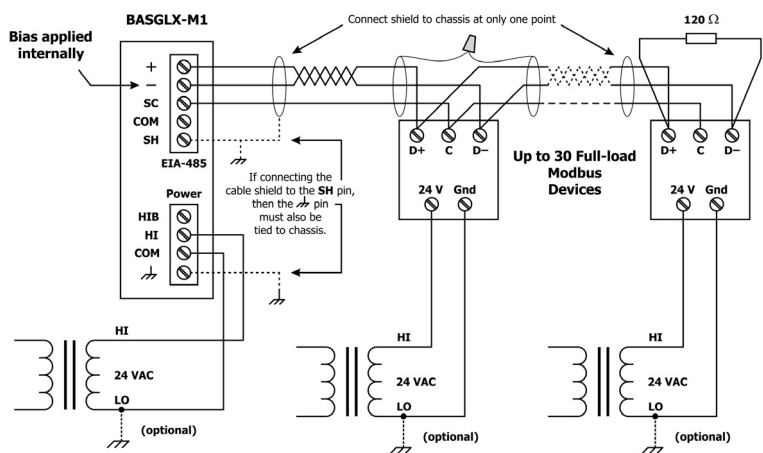 BASGLX-M1
Connect shield to chassis at only one point
120 Ω
Bias applied
internally
+
−
SC
COM
SH
EIA-485
D+ C D−
D+ C D−
Up to 30 Full-load
Modbus
Devices
If connecting the
cable shield to the SH pin,
then the pin
must also be
tied to chassis.
Power
HIB
HI
COM
24 V Gnd
24 V Gnd
HI
24 VAC
LO
(optional)
HI
24 VAC
LO
(optional)
HI
24 VAC
LO
(optional)